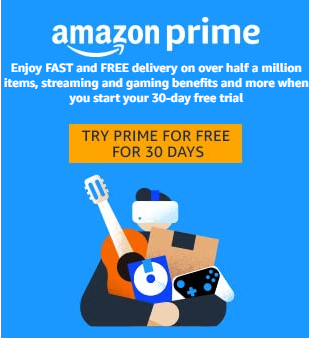 amazon prime
Enjoy FAST and FREE delivery on over half a million
items, streaming and gaming benefits and more when
you start your 30-day free trial
TRY PRIME FOR FREE
FOR 30 DAYS